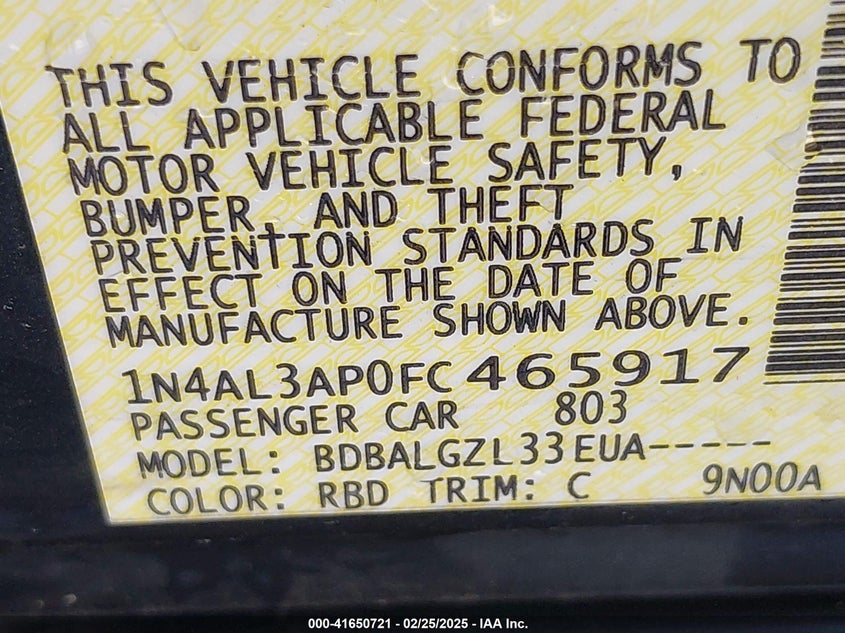 THIS VEHICLE CONFORMS TO
ALL APPLICABLE FEDERAL
MOTOR VEHICLE SAFETY,
BUMPER, AND THEFT
PREVENTION STANDARDS IN
EFFECT ON THE DATE OF
MANUFACTURE SHOWN ABOVE.
1N4AL3AP0FC465917
PASSENGER CAR 803
MODEL: BDBALGZL33EUA-----
COLOR: RBD TRIM: C 9N00A
000-41650721 - 02/25/2025 - IAA Inc.